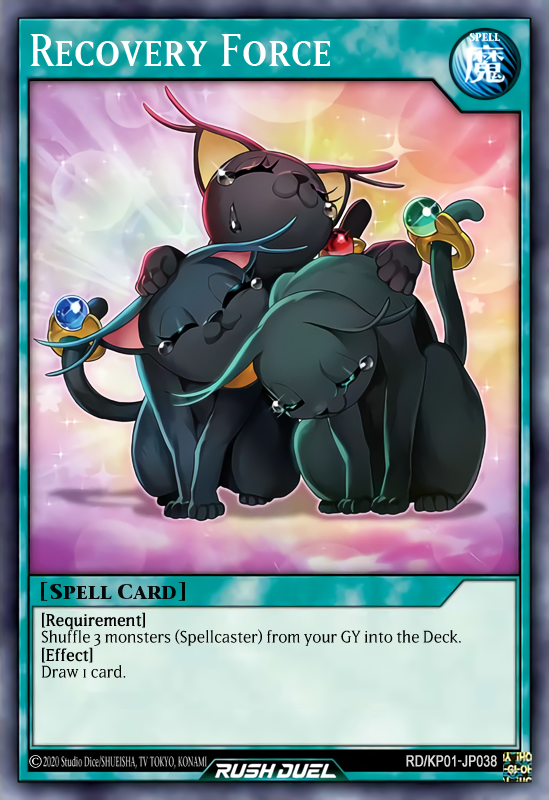 Recovery Force
SPELL
魔
[Spell Card]
[Requirement]
Shuffle 3 monsters (Spellcaster) from your GY into the Deck.
[Effect]
Draw 1 card.
©2020 Studio Dice/SHUEISHA, TV TOKYO, KONAMI
RUSH DUEL
RD/KP01-JP038